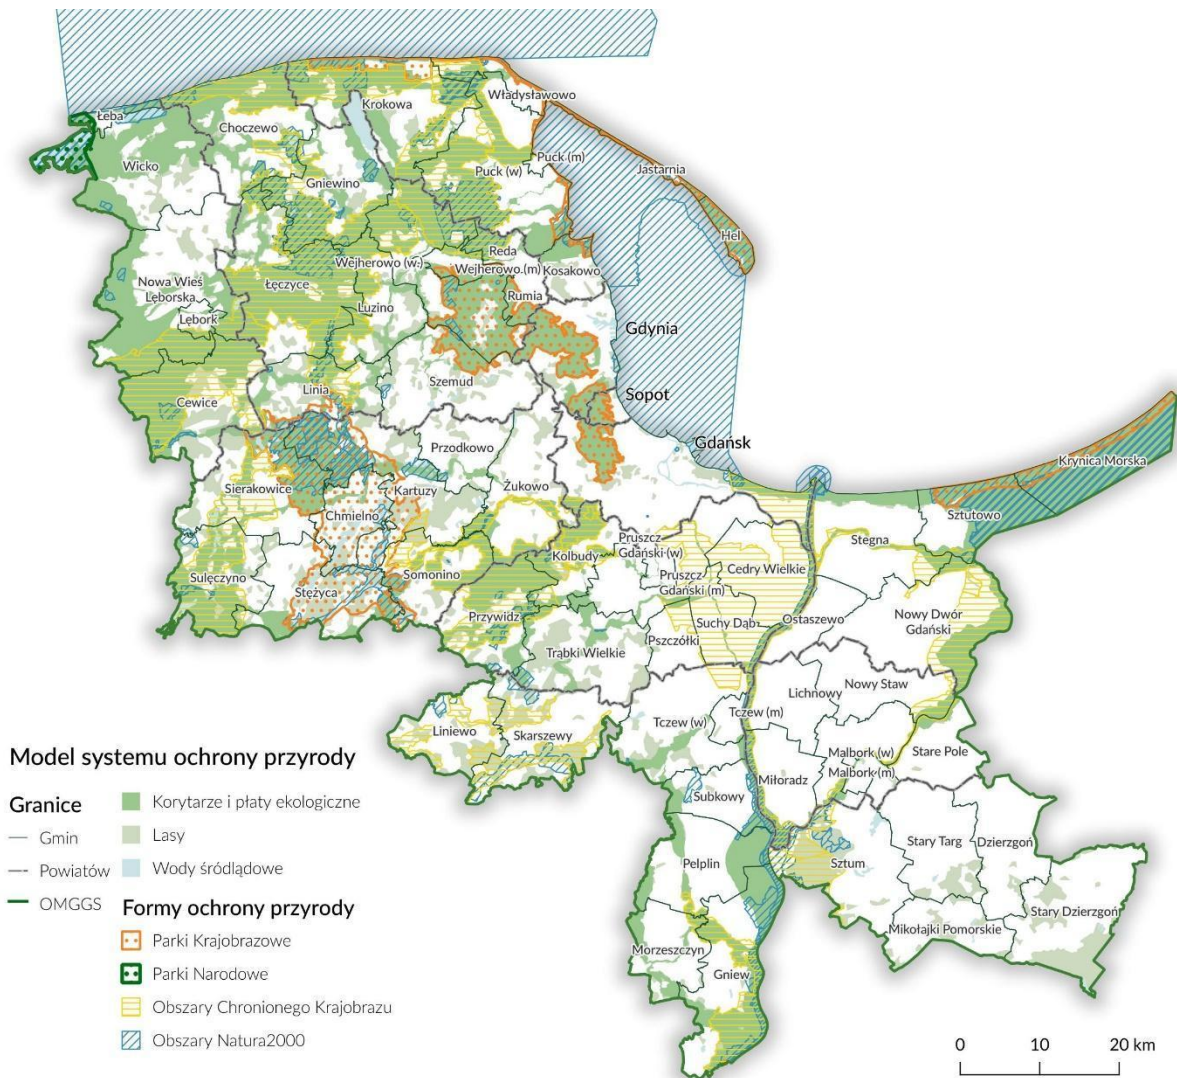 Łeba
Wicko
Choczewo
Krokowa
Władysławowo
Gniewino
Puck (w)
Puck (m)
Jastarnia
Hel
Nowa Wieś
Lęborska
Lębork
Łęczyce
Wejherowo (w.)
Luzino
Reda
Wejherowo (m)
Rumia
Kosakowo
Gdynia
Sopot
Gdańsk
Cewice
Linia
Szemud
Przodkowo
Sierakowice
Kartuzy
Chmielno
Żukowo
Sulęczyno
Stężyca
Somonino
Kolbudy
Przywidz
Pruszcz
Gdański (w)
Pruszcz
Gdański (m)
Cedry Wielkie
Suchy Dąb
Pszczółki
Trąbki Wielkie
Krynica Morska
Sztutowo
Stegna
Ostaszewo
Nowy Dwór
Gdański
Nowy Staw
Lichnowy
Tczew (w)
Tczew (m)
Liniewo
Skarszewy
Malbork (w)
Malbork (m)
Stare Pole
Miłoradz
Subkowy
Pelplin
Sztum
Stary Targ
Dzierzgoń
Stary Dzierzgoń
Mikołajki Pomorskie
Morzeszczyn
Gniew
Model systemu ochrony przyrody
Granice
Gmin
Powiatów
OMGGS
Korytarze i płaty ekologiczne
Lasy
Wody śródlądowe
Formy ochrony przyrody
Parki Krajobrazowe
Parki Narodowe
Obszary Chronionego Krajobrazu
Obszary Natura2000
0 10 20 km